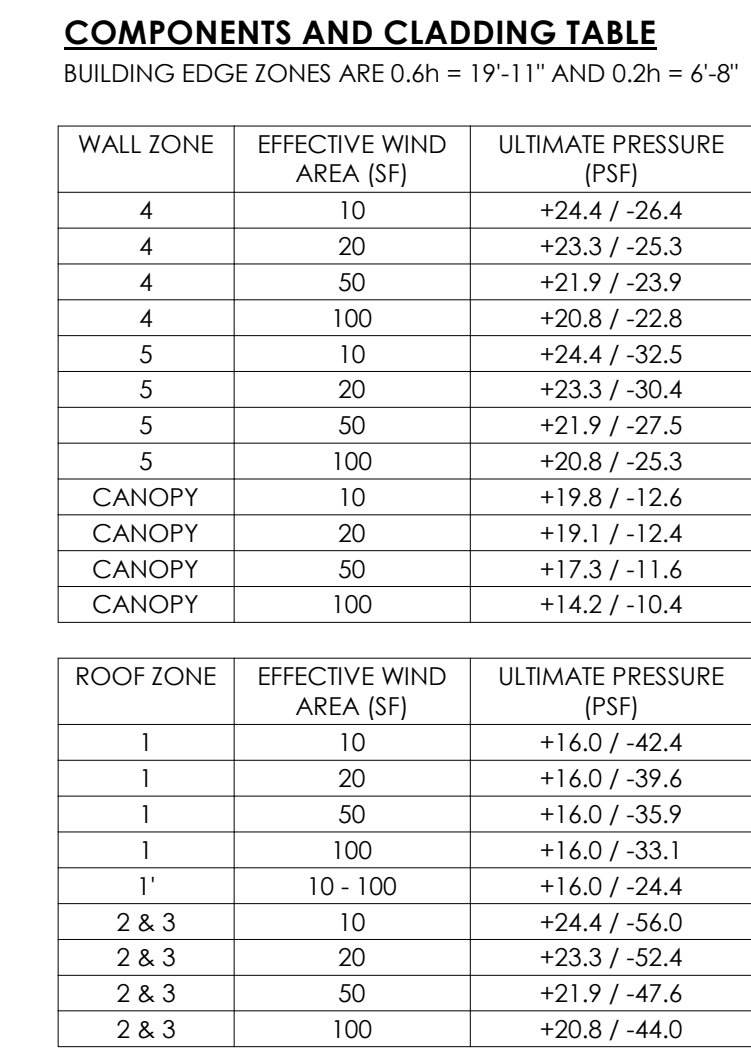 COMPONENTS AND CLADDING TABLE
BUILDING EDGE ZONES ARE 0.6h = 19'-11" AND 0.2h = 6'-8"
WALL ZONE EFFECTIVE WIND AREA (SF) ULTIMATE PRESSURE (PSF)
4 10 +24.4 / -26.4
4 20 +23.3 / -25.3
4 50 +21.9 / -23.9
4 100 +20.8 / -22.8
5 10 +24.4 / -32.5
5 20 +23.3 / -30.4
5 50 +21.9 / -27.5
5 100 +20.8 / -25.3
CANOPY 10 +19.8 / -12.6
CANOPY 20 +19.1 / -12.4
CANOPY 50 +17.3 / -11.6
CANOPY 100 +14.2 / -10.4
ROOF ZONE EFFECTIVE WIND AREA (SF) ULTIMATE PRESSURE (PSF)
1 10 +16.0 / -42.4
1 20 +16.0 / -39.6
1 50 +16.0 / -35.9
1 100 +16.0 / -33.1
1' 10 - 100 +16.0 / -24.4
2 & 3 10 +24.4 / -56.0
2 & 3 20 +23.3 / -52.4
2 & 3 50 +21.9 / -47.6
2 & 3 100 +20.8 / -44.0